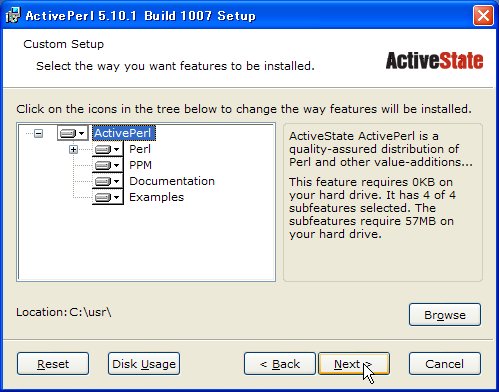 ActivePerl 5.10.1 Build 1007 Setup
Custom Setup
Select the way you want features to be installed.
ActiveState
Click on the icons in the tree below to change the way features will be installed.
ActivePerl
Perl
PPM
Documentation
Examples
ActiveState ActivePerl is a
quality-assured distribution of
Perl and other value-additions...
This feature requires 0KB on
your hard drive. It has 4 of 4
subfeatures selected. The
subfeatures require 57MB on
your hard drive.
Location: C:\usr\
Browse
Reset
Disk Usage
< Back
Next >
Cancel